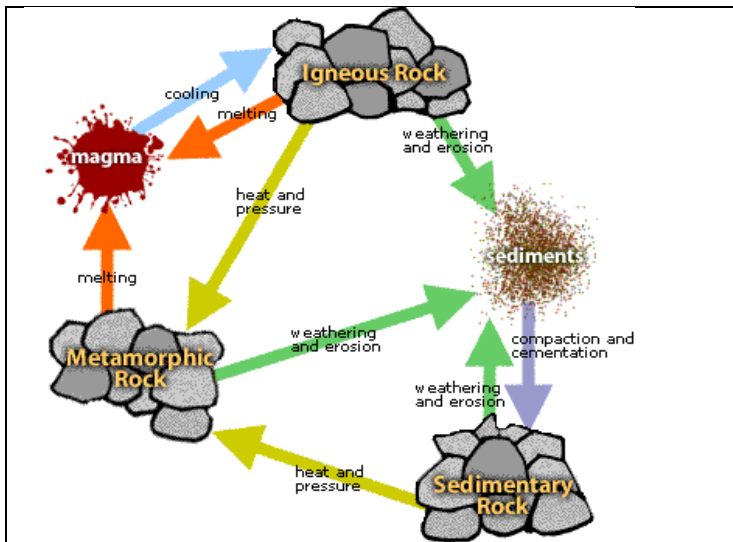 Igneous Rock
cooling
melting
magma
weathering
and erosion
heat and
pressure
sediments
melting
weathering
and erosion
compaction and
cementation
Metamorphic
Rock
weathering
and erosion
heat and
pressure
Sedimentary
Rock